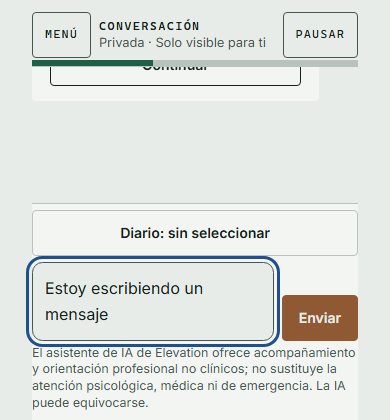 MENÚ
CONVERSACIÓN
Privada · Solo visible para ti
PAUSAR
Continuar
Diario: sin seleccionar
Estoy escribiendo un
mensaje
Enviar
El asistente de IA de Elevation ofrece acompañamiento
y orientación profesional no clínicos; no sustituye la
atención psicológica, médica ni de emergencia. La IA
puede equivocarse.